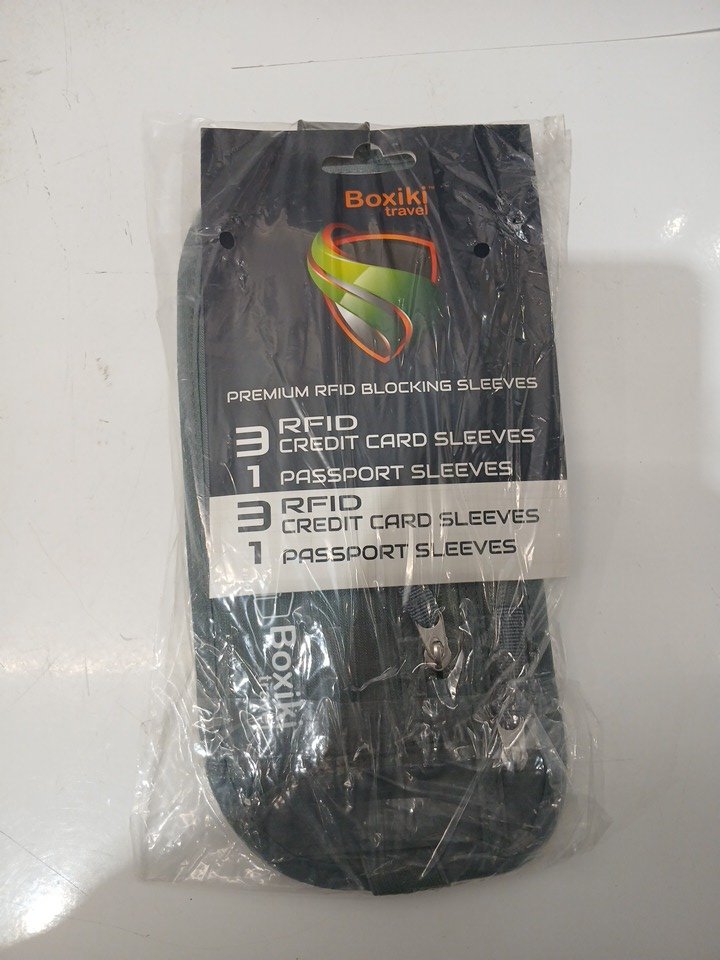 Boxiki™
travel
PREMIUM RFID BLOCKING SLEEVES
3 RFID
CREDIT CARD SLEEVES
1 PASSPORT SLEEVES
3 RFID
CREDIT CARD SLEEVES
1 PASSPORT SLEEVES
Boxiki